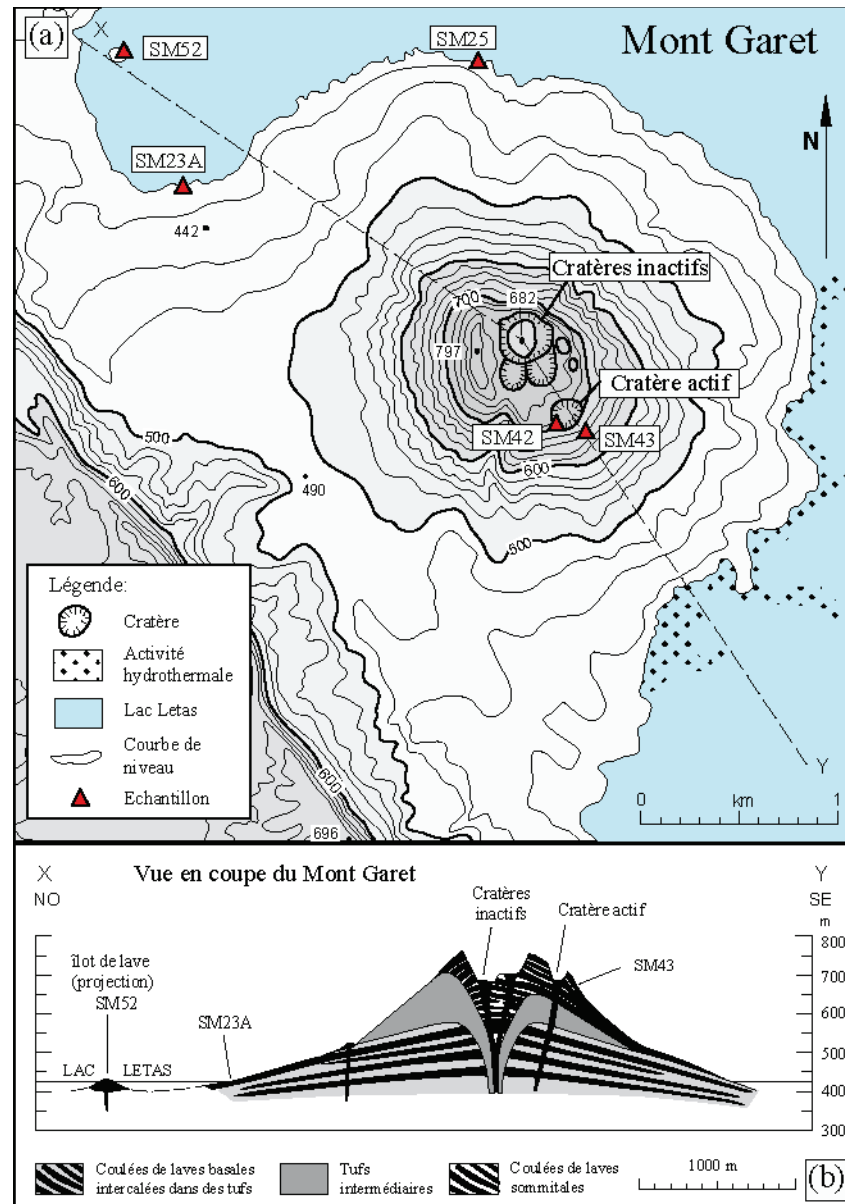 (a)
X
SM52
SM25
Mont Garet
N
SM23A
442
Cratères inactifs
700
682
797
Cratère actif
SM42
SM43
600
500
600
490
500
Légende:
Cratère
Activité
hydrothermale
Lac Letas
Courbe de
niveau
Echantillon
600
696
0 km 1
Y
X
NO
Vue en coupe du Mont Garet
Y
SE
m
Cratères
inactifs
Cratère actif
800
îlot de lave
(projection)
SM52
SM43
700
SM23A
600
500
LAC LETAS
400
300
Coulées de laves basales
intercalées dans des tufs
Tufs
intermédiaires
Coulées de laves
sommitales
1000 m
(b)